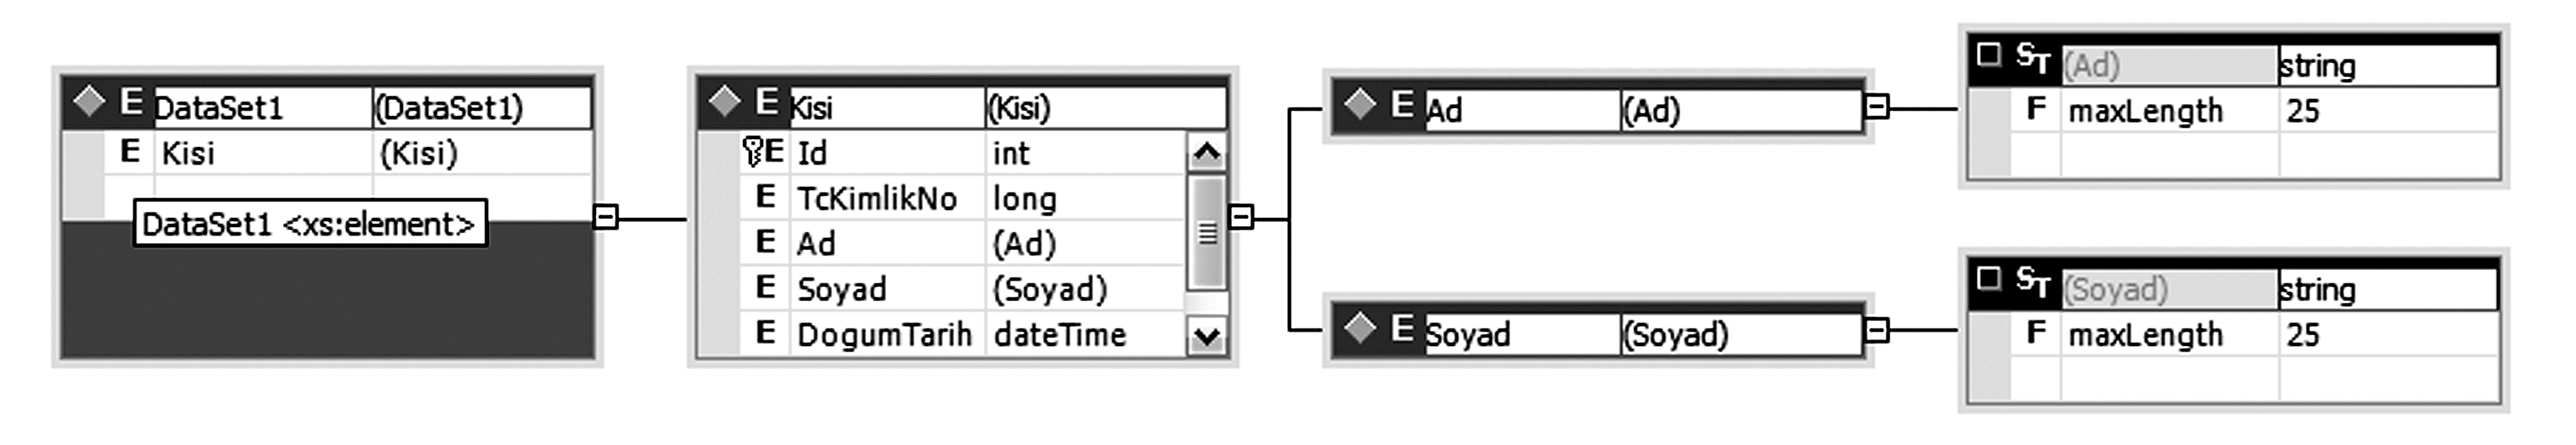 E DataSet1 (DataSet1)
E Kisi (Kisi)
DataSet1 <xs:element>
E Kisi (Kisi)
E Id int
E TcKimlikNo long
E Ad (Ad)
E Soyad (Soyad)
E DogumTarih dateTime
E Ad (Ad)
ST (Ad) string
F maxLength 25
E Soyad (Soyad)
ST (Soyad) string
F maxLength 25